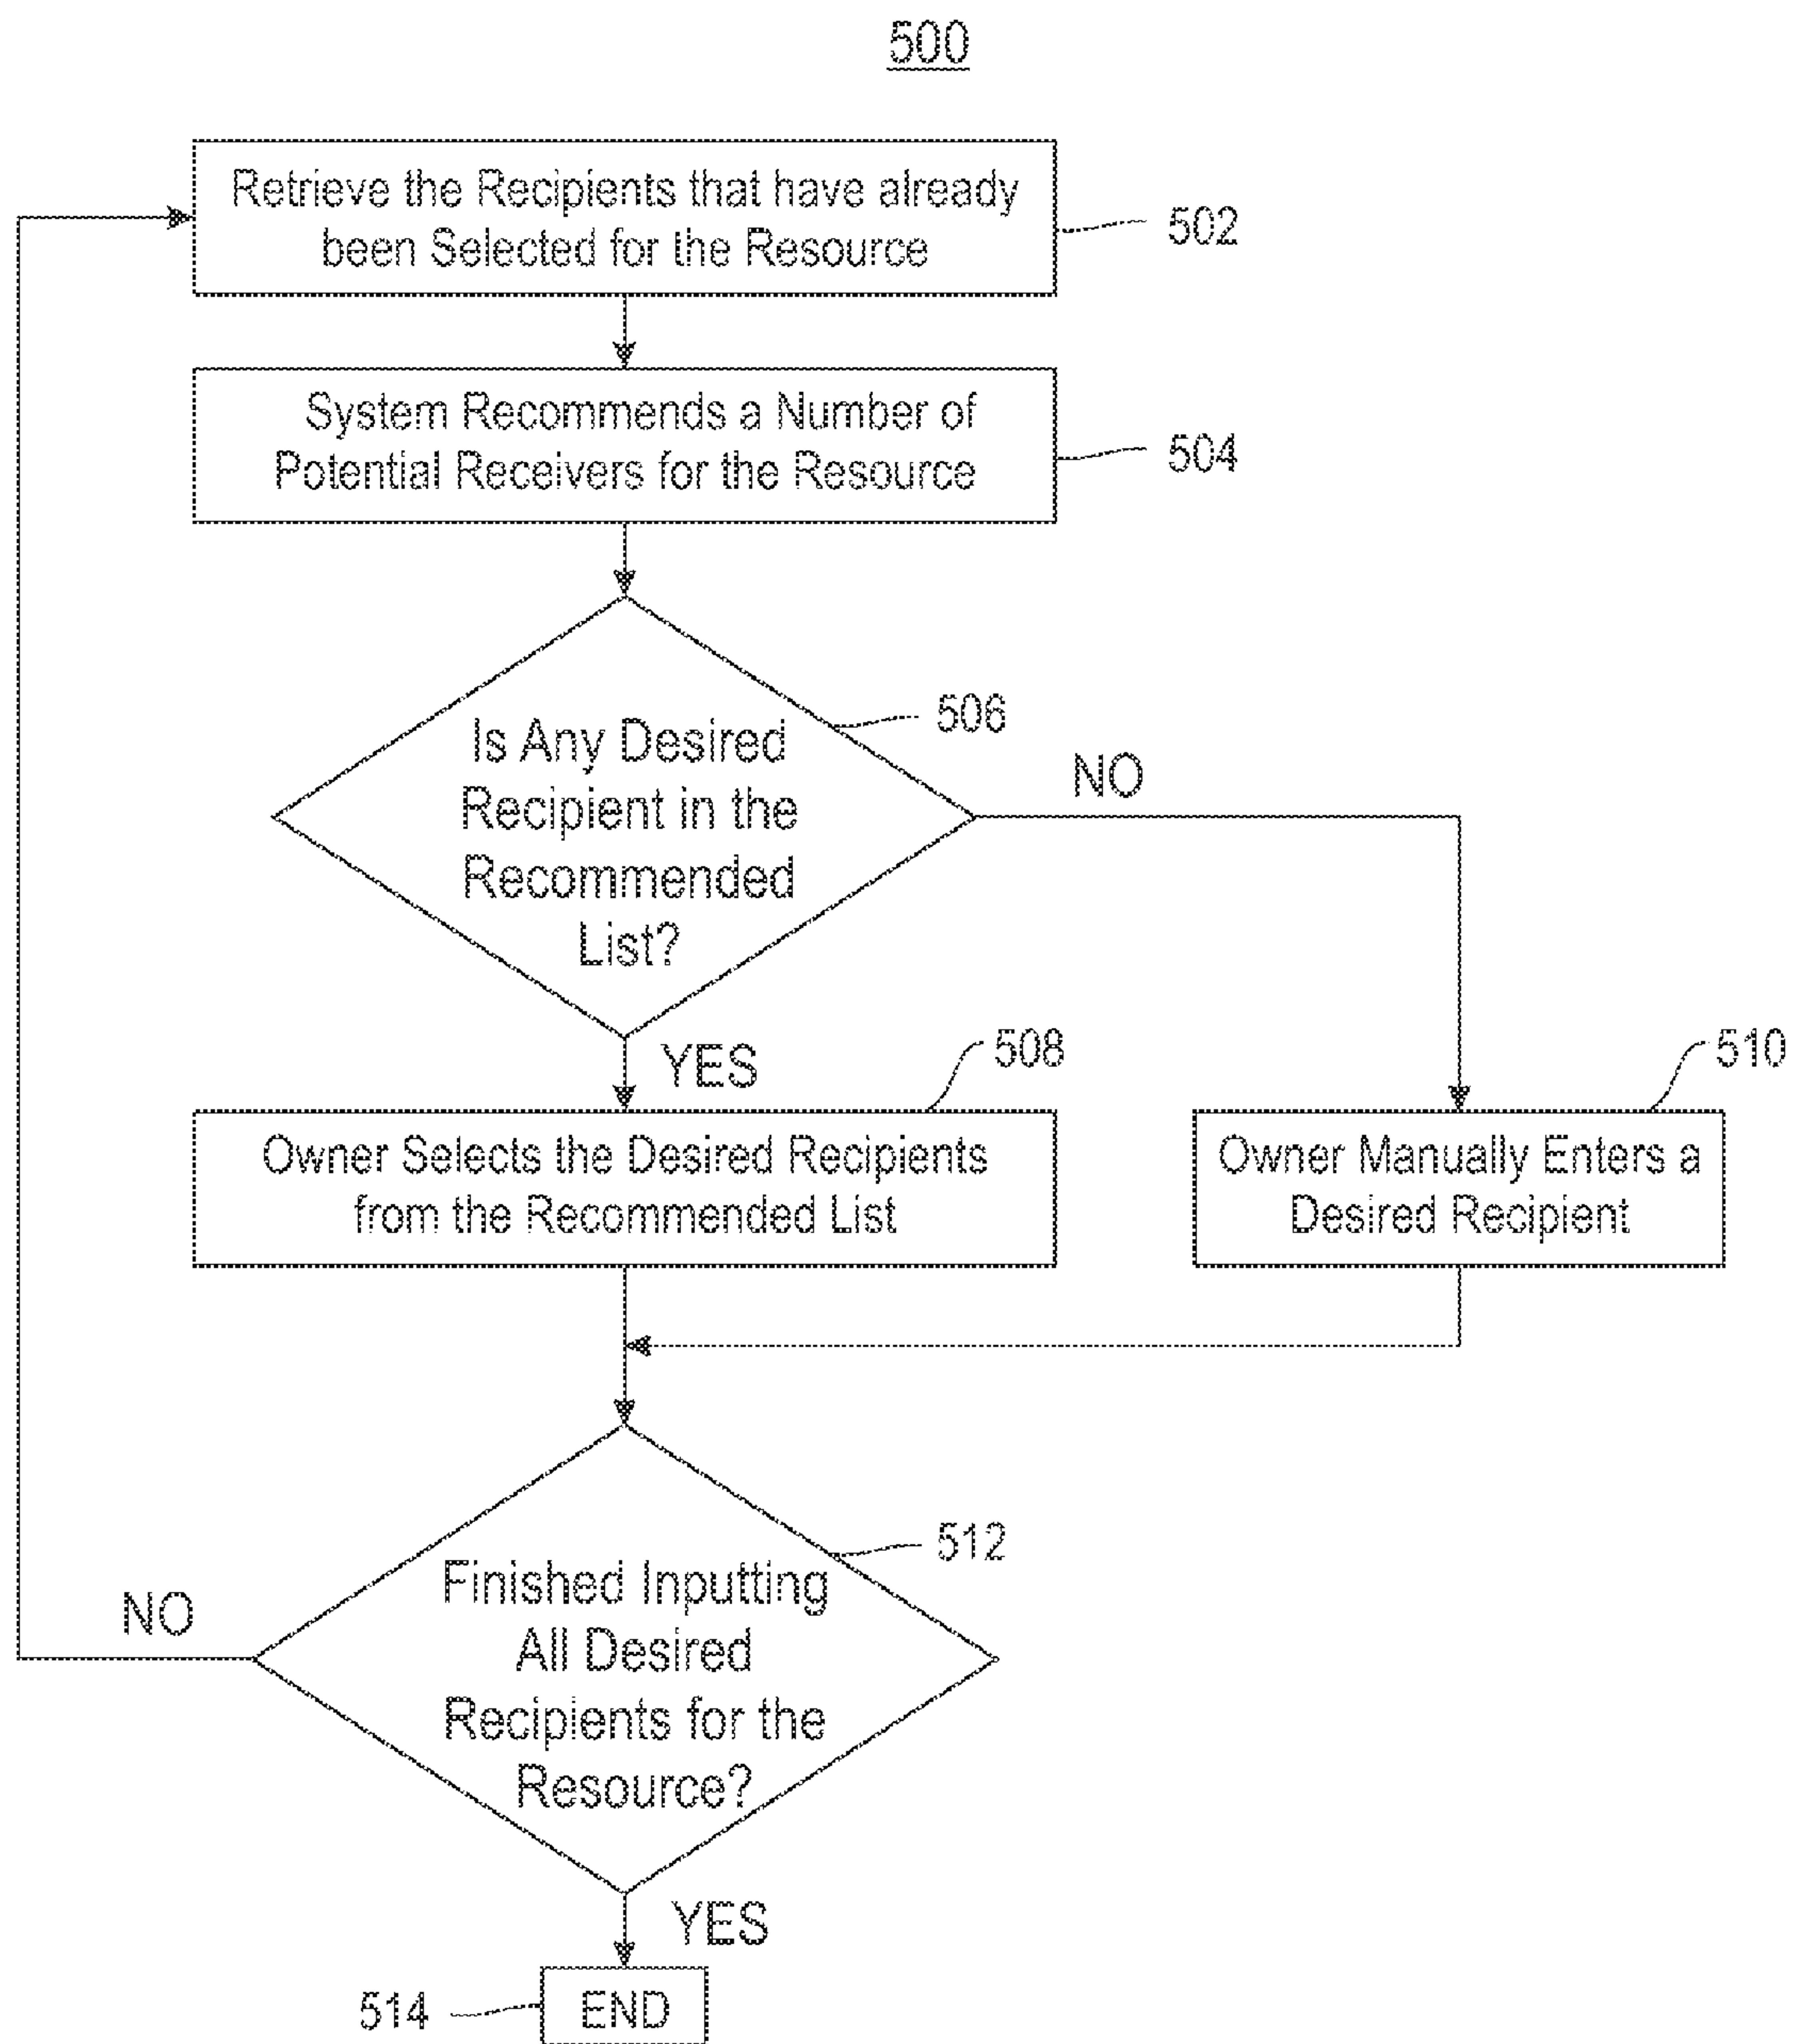 500
Retrieve the Recipients that have already
been Selected for the Resource
502
System Recommends a Number of
Potential Receivers for the Resource
504
Is Any Desired
Recipient in the
Recommended
List?
506
NO
YES
508
Owner Selects the Desired Recipients
from the Recommended List
510
Owner Manually Enters a
Desired Recipient
512
Finished Inputting
All Desired
Recipients for the
Resource?
NO
YES
514
END